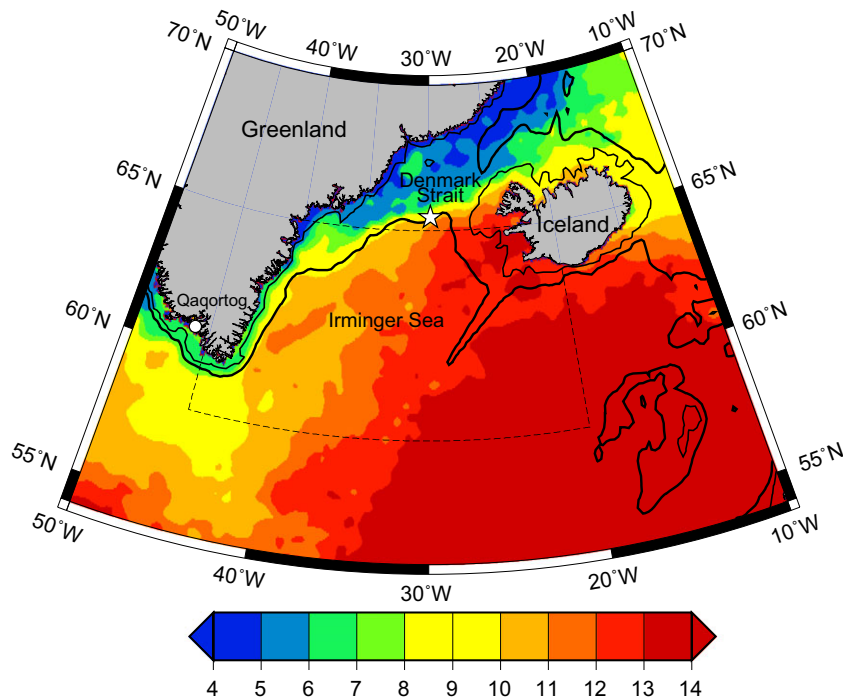 50˚W
40˚W
30˚W
20˚W
10˚W
70˚N
70˚N
Greenland
Denmark
Strait
65˚N
65˚N
Iceland
Qaqortog
Irminger Sea
60˚N
60˚N
55˚N
55˚N
50˚W
40˚W
30˚W
20˚W
10˚W
4 5 6 7 8 9 10 11 12 13 14